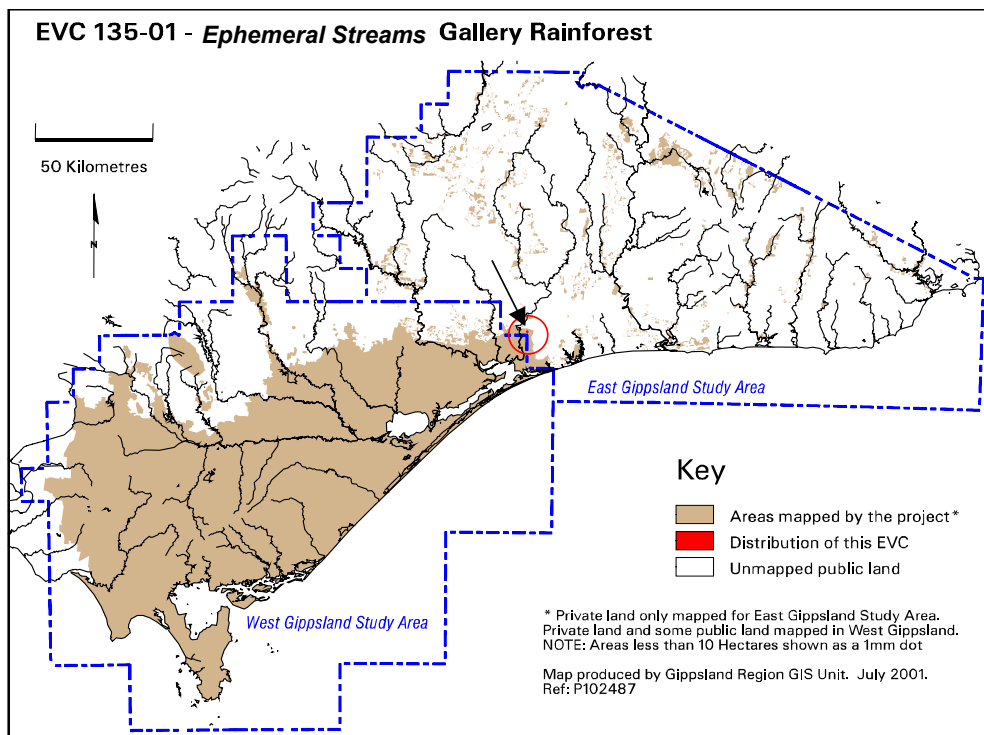 EVC 135-01 - Ephemeral Streams Gallery Rainforest
50 Kilometres
N
East Gippsland Study Area
West Gippsland Study Area
Key
Areas mapped by the project*
Distribution of this EVC
Unmapped public land
* Private land only mapped for East Gippsland Study Area.
Private land and some public land mapped in West Gippsland.
NOTE: Areas less than 10 Hectares shown as a 1mm dot
Map produced by Gippsland Region GIS Unit. July 2001.
Ref: P102487